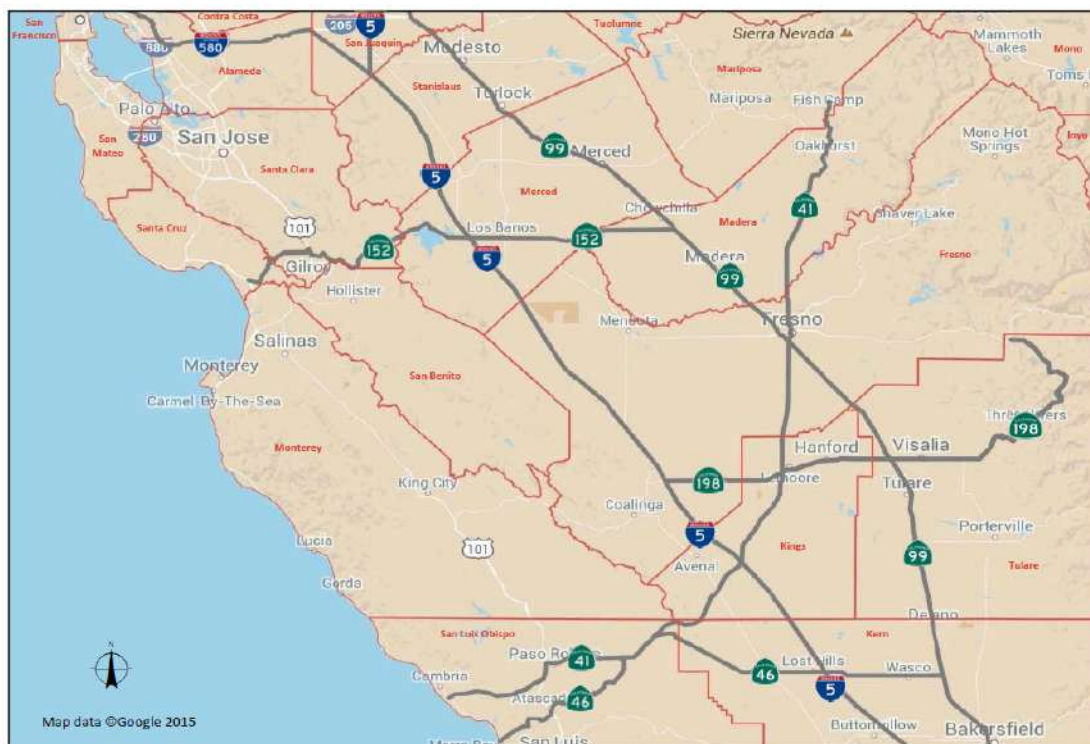 San Francisco
Contra Costa
880
580
Alameda
205
5
San Joaquin
Modesto
Tuolumne
Sierra Nevada
Mammoth Lakes
Mono
Toms
Palo Alto
280
San Mateo
San Jose
Santa Clara
Stanislaus
Turlock
Mariposa
Mariposa
Fish Camp
Oakhurst
Mono Hot Springs
Inyo
99
Merced
5
Merced
Chowchilla
Madera
41
Shaver Lake
Fresno
Santa Cruz
101
152
Gilroy
Hollister
Los Banos
5
152
Madera
99
Mendota
Fresno
Salinas
Monterey
Carmel-By-The-Sea
San Benito
Monterey
King City
101
Lucia
Gorda
Coalinga
198
Lemoore
Hanford
Visalia
Tulare
198
Porterville
5
Avenal
Kings
99
Tulare
Delano
San Luis Obispo
Kern
Paso Robles
41
Cambria
46
46
Lost Hills
Wasco
5
Buttonwillow
Bakersfield
San Luis
N
Map data ©Google 2015